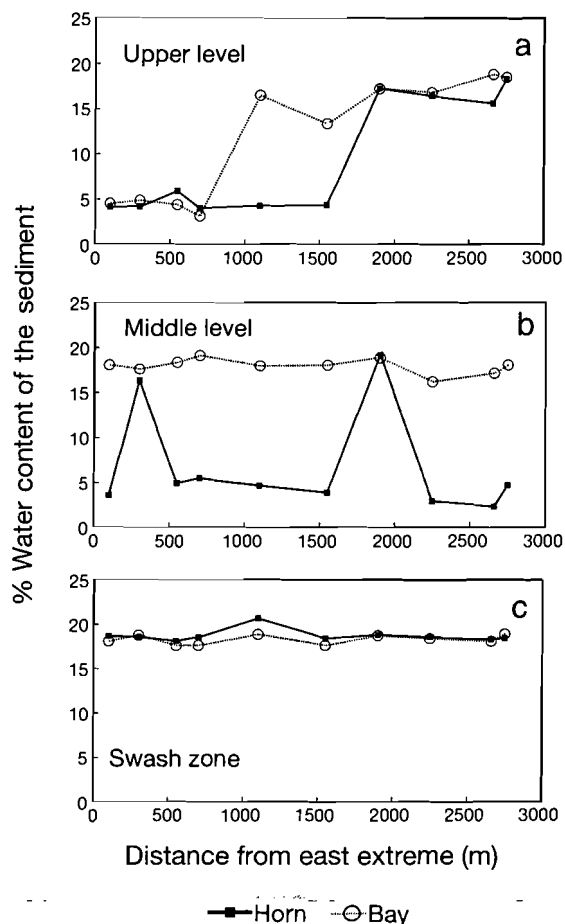 a
Upper level
25
20
15
10
5
0
0 500 1000 1500 2000 2500 3000
b
Middle level
25
20
15
10
5
0
0 500 1000 1500 2000 2500 3000
c
25
20
15
10
5
0
Swash zone
0 500 1000 1500 2000 2500 3000
% Water content of the sediment
Distance from east extreme (m)
Horn Bay